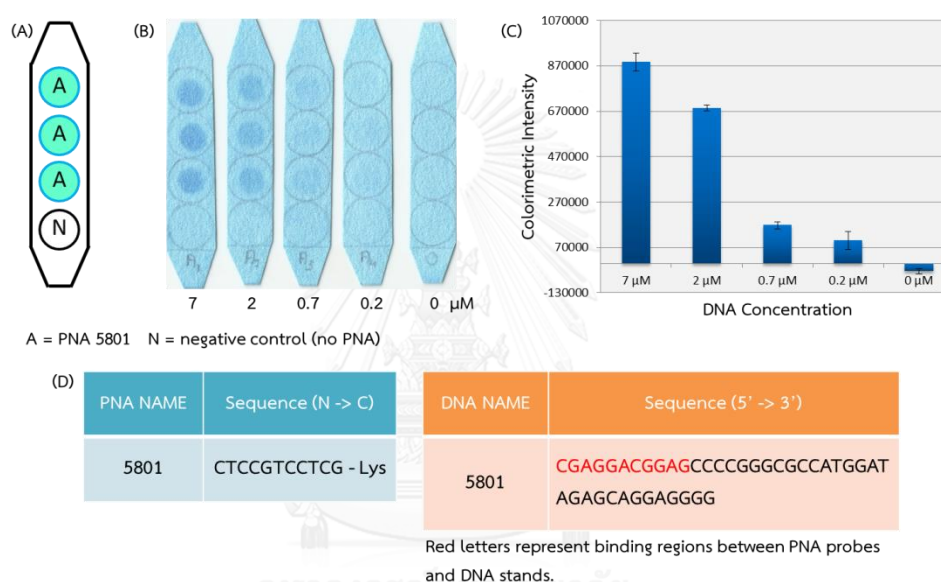 (A)
A
A
A
N
(B)
7 2 0.7 0.2 0 µM
A = PNA 5801 N = negative control (no PNA)
(C)
Colorimetric Intensity
1070000
870000
670000
470000
270000
70000
-130000
7 µM 2 µM 0.7 µM 0.2 µM 0 µM
DNA Concentration
(D)
PNA NAME Sequence (N -> C)
5801 CTCCGTCCTCG - Lys
DNA NAME Sequence (5’ -> 3’)
5801 CGAGGACGGAGCCCCGGGCGCCATGGAT
AGAGCAGGAGGGG
Red letters represent binding regions between PNA probes
and DNA stands.